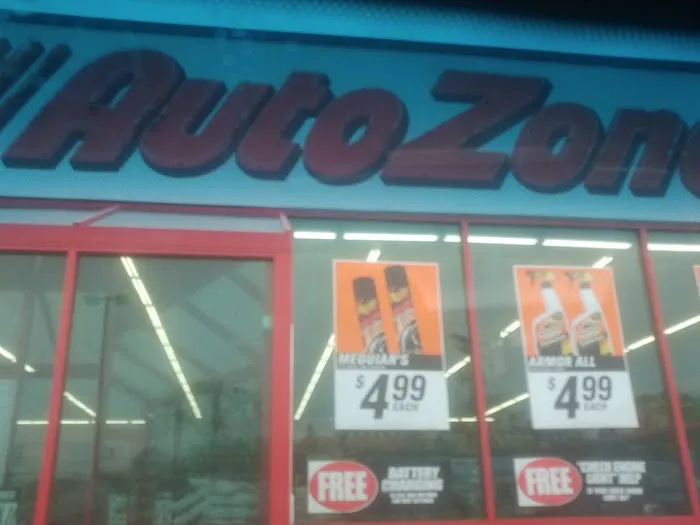 AutoZone
MEGUIAR'S
$4.99
EACH
ARMOR ALL
$4.99
EACH
FREE
BATTERY
CHARGING
FREE
"CHECK ENGINE
LIGHT" HELP